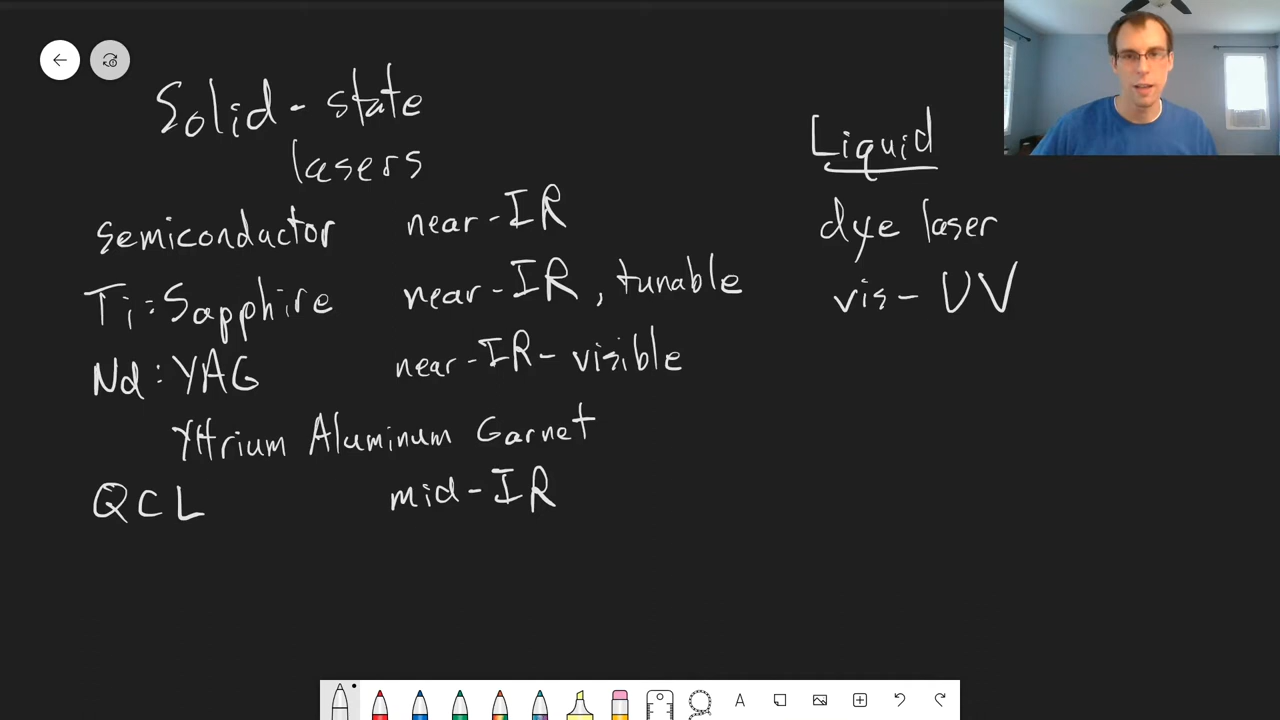 Solid-state
lasers
semiconductor near-IR
Ti:Sapphire near-IR, tunable
Nd:YAG near-IR-visible
Yttrium Aluminum Garnet
QCL mid-IR
Liquid
dye laser
vis-UV
A